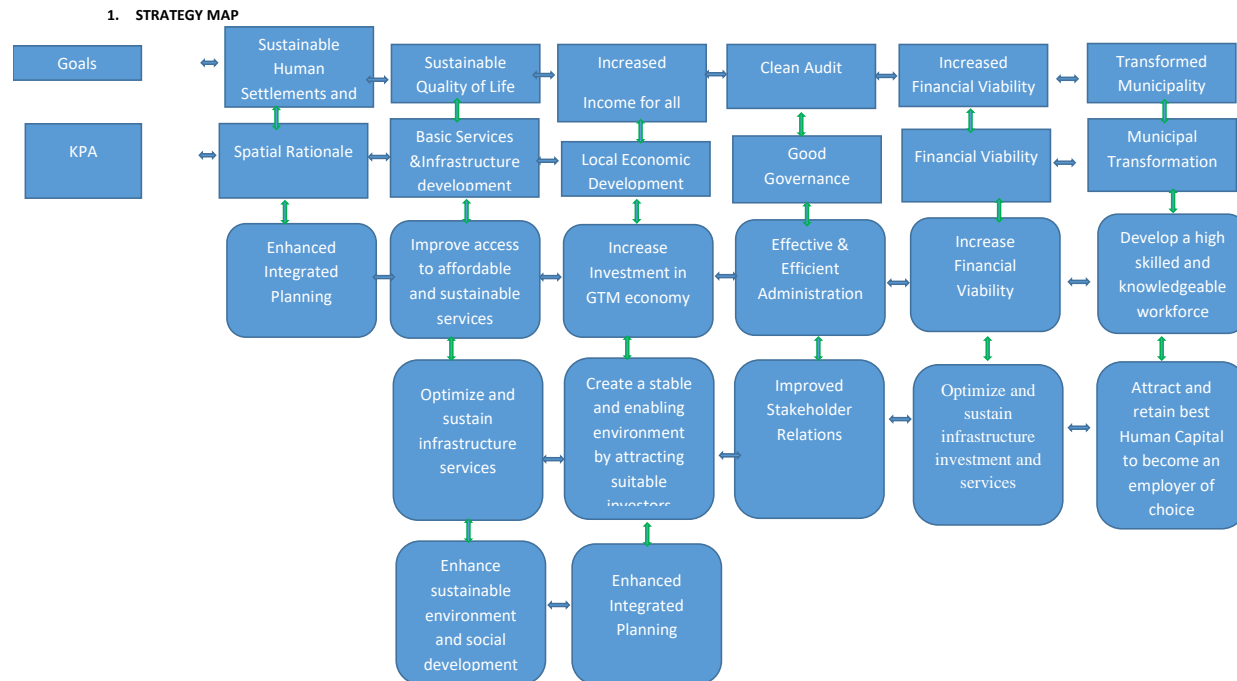 1. STRATEGY MAP
Goals
Sustainable
Human
Settlements and
Sustainable
Quality of Life
Increased
Income for all
Clean Audit
Increased
Financial Viability
Transformed
Municipality
KPA
Spatial Rationale
Basic Services
&Infrastructure
development
Local Economic
Development
Good
Governance
Financial Viability
Municipal
Transformation
Enhanced
Integrated
Planning
Improve access
to affordable
and sustainable
services
Increase
Investment in
GTM economy
Effective &
Efficient
Administration
Increase
Financial
Viability
Develop a high
skilled and
knowledgeable
workforce
Optimize and
sustain
infrastructure
services
Create a stable
and enabling
environment
by attracting
suitable
investors
Improved
Stakeholder
Relations
Optimize and
sustain
infrastructure
investment and
services
Attract and
retain best
Human Capital
to become an
employer of
choice
Enhance
sustainable
environment
and social
development
Enhanced
Integrated
Planning